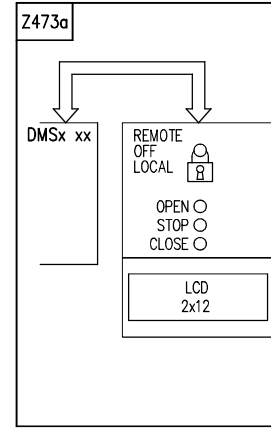 Z473a
DMSx xx
REMOTE
OFF
LOCAL
OPEN
STOP
CLOSE
LCD
2x12